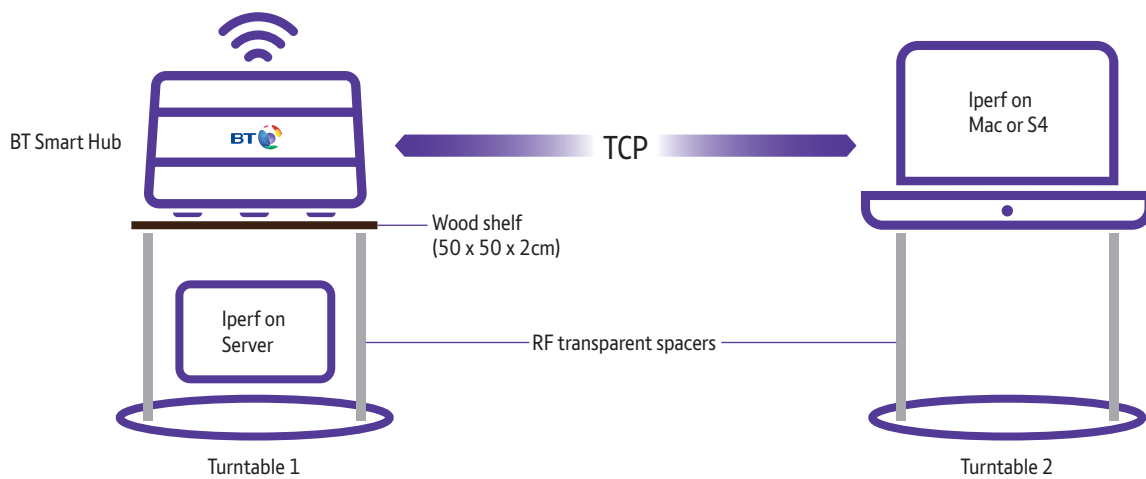 BT Smart Hub
BT
TCP
Iperf on
Mac or S4
Wood shelf
(50 x 50 x 2cm)
Iperf on
Server
RF transparent spacers
Turntable 1
Turntable 2